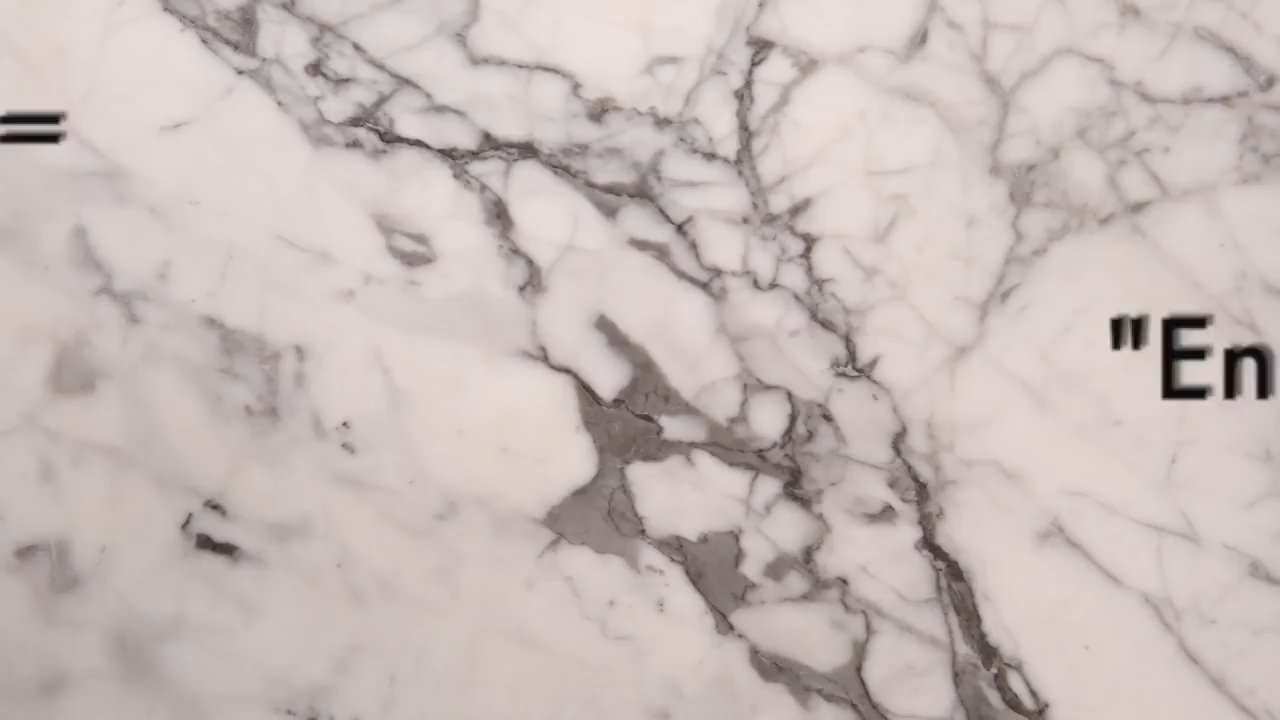 =
"En